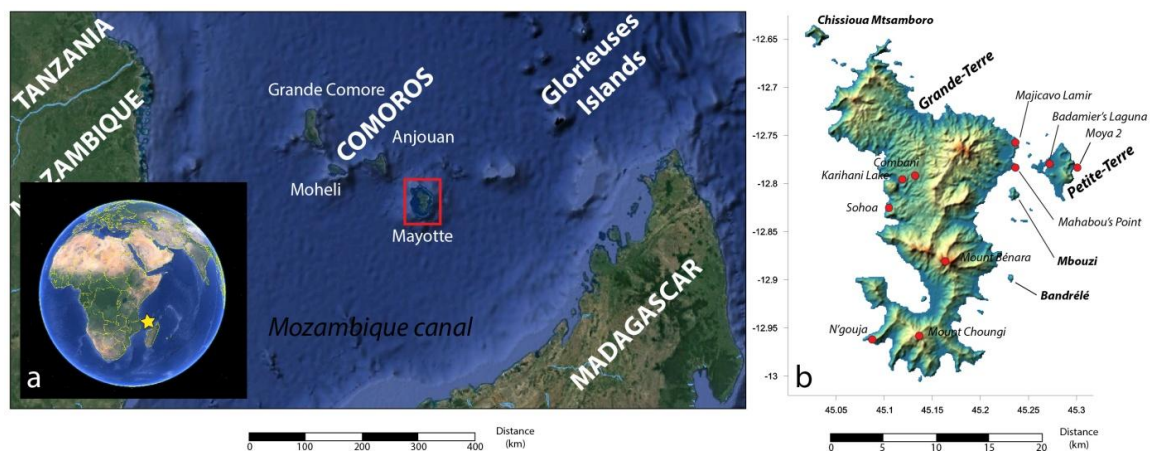 TANZANIA
MOZAMBIQUE
Grande Comore
COMOROS
Anjouan
Moheli
Mayotte
Glorieuses
Islands
MADAGASCAR
Mozambique canal
a
0 100 200 300 400
Distance
(km)
Chissioua Mtsamboro
Grande-Terre
Majicavo Lamir
Badamier's Laguna
Moya 2
Petite-Terre
Combani
Karihani Lake
Sohoa
Mahabou's Point
Mount Bénara
Mbouzi
Bandrélé
N'gouja
Mount Choungi
b
-12.65
-12.7
-12.75
-12.8
-12.85
-12.9
-12.95
-13
45.05 45.1 45.15 45.2 45.25 45.3
0 5 10 15 20
Distance
(km)